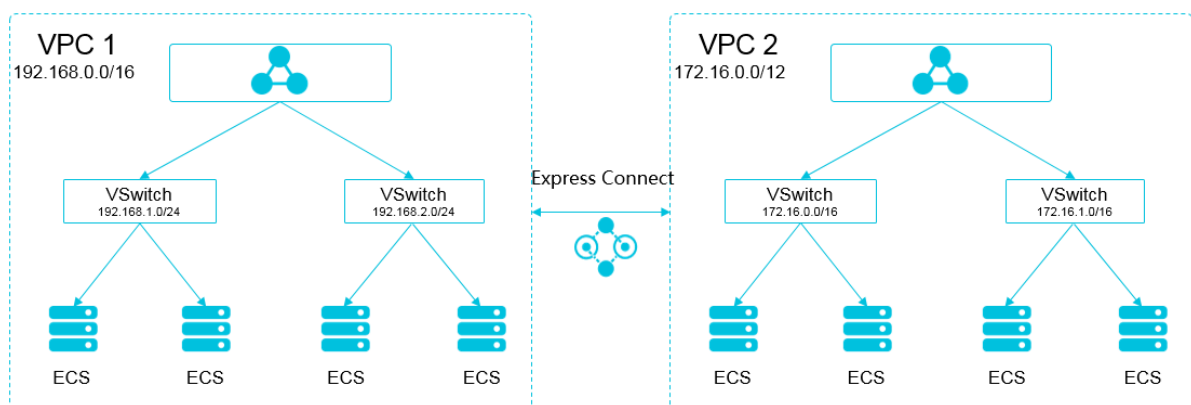 VPC 1
192.168.0.0/16
VPC 2
172.16.0.0/12
Express Connect
VSwitch
192.168.1.0/24
VSwitch
192.168.2.0/24
VSwitch
172.16.0.0/16
VSwitch
172.16.1.0/16
ECS
ECS
ECS
ECS
ECS
ECS
ECS
ECS